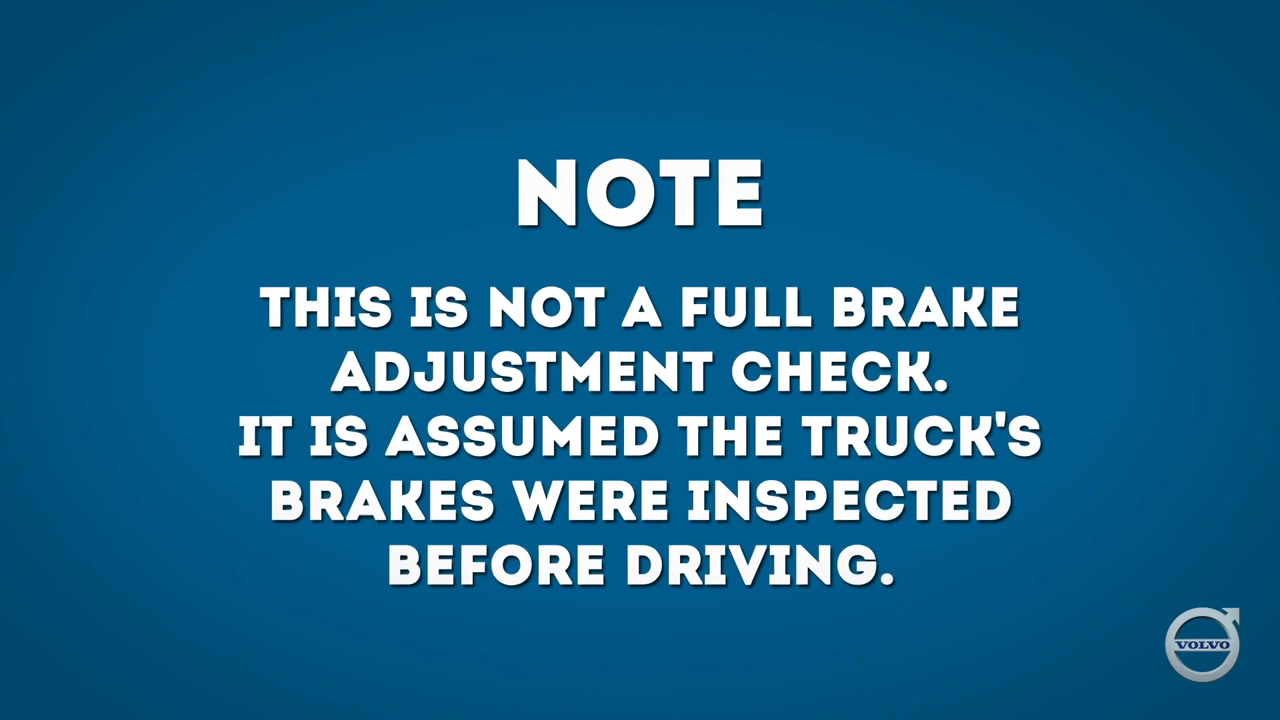 NOTE
THIS IS NOT A FULL BRAKE
ADJUSTMENT CHECK.
IT IS ASSUMED THE TRUCK'S
BRAKES WERE INSPECTED
BEFORE DRIVING.
VOLVO